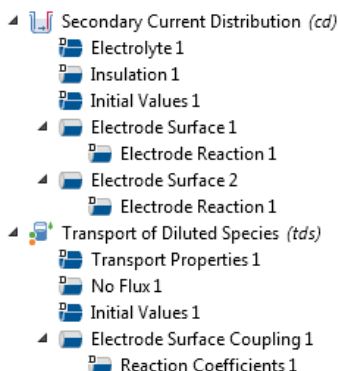 Secondary Current Distribution (cd)
D Electrolyte 1
D Insulation 1
D Initial Values 1
Electrode Surface 1
D Electrode Reaction 1
Electrode Surface 2
D Electrode Reaction 1
Transport of Diluted Species (tds)
D Transport Properties 1
D No Flux 1
D Initial Values 1
Electrode Surface Coupling 1
D Reaction Coefficients 1